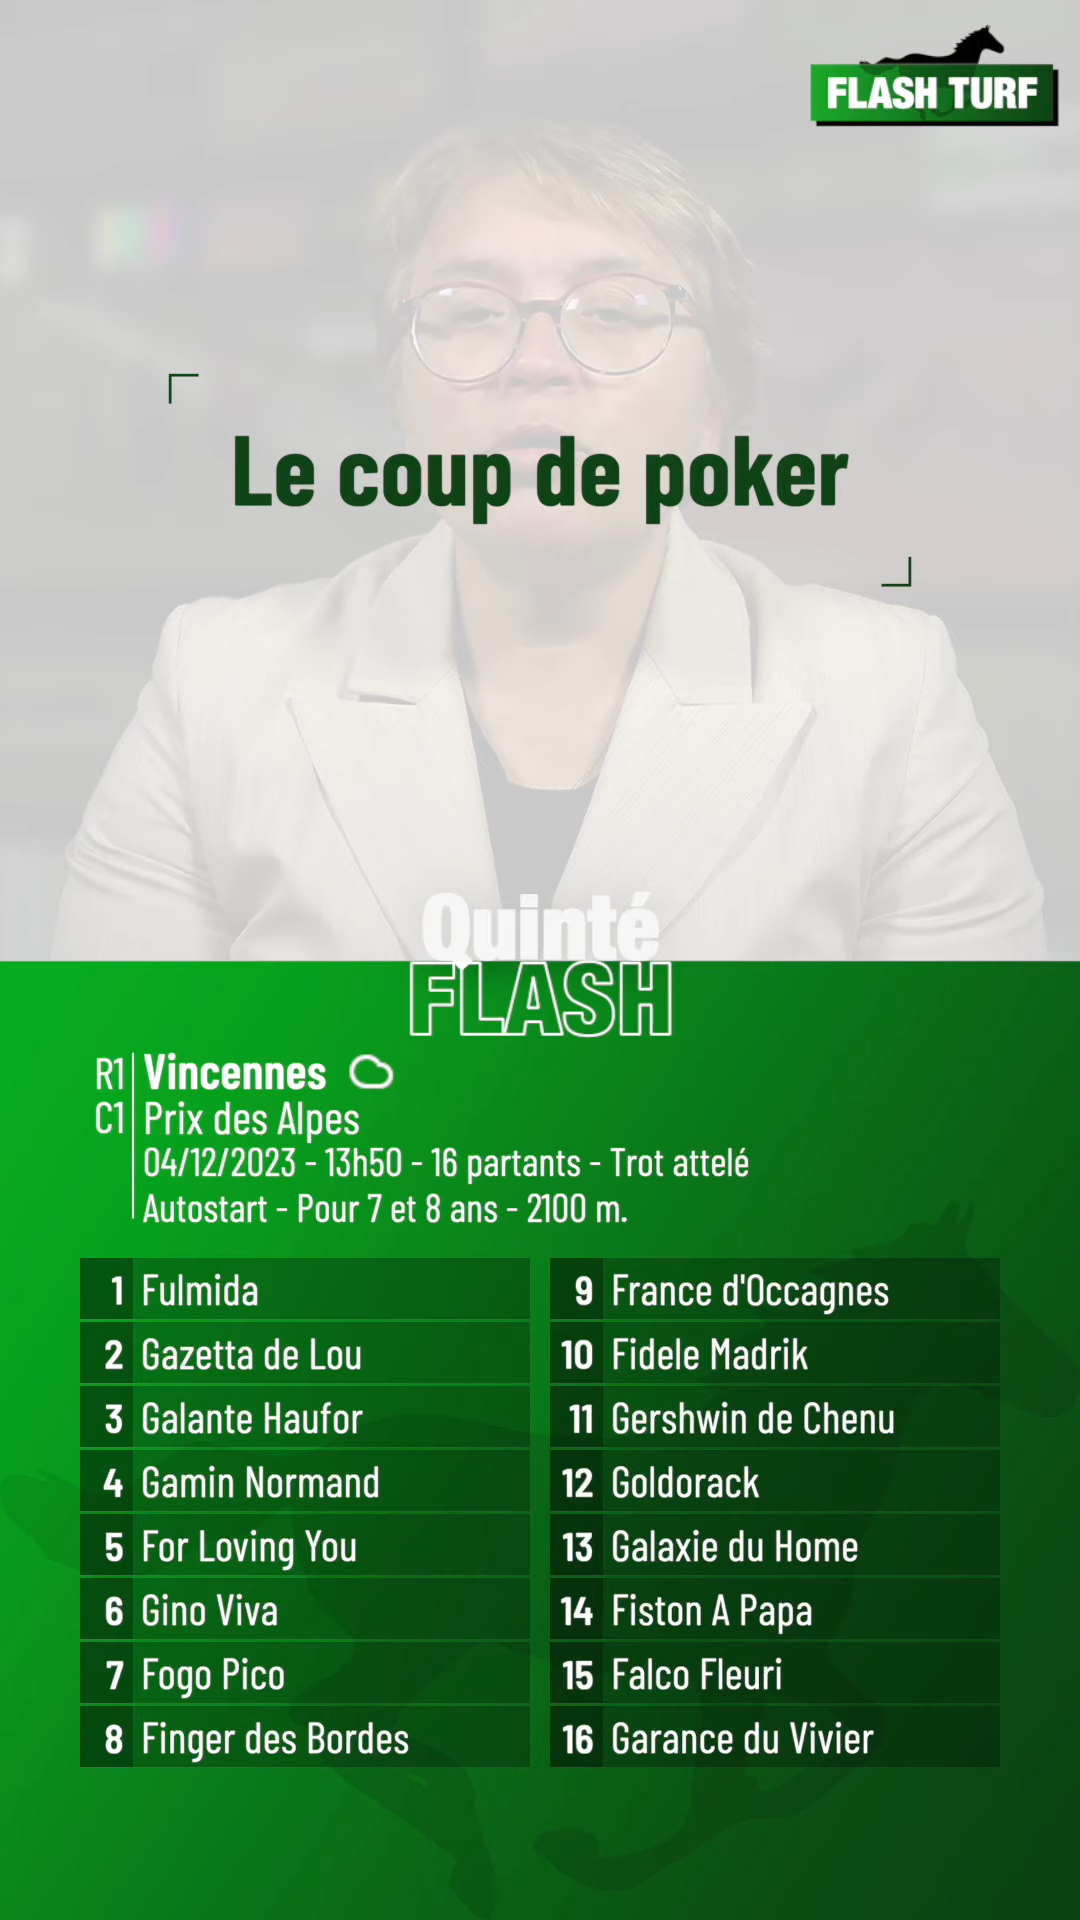 FLASH TURF
Le coup de poker
Quinté
FLASH
R1 Vincennes
C1 Prix des Alpes
04/12/2023 - 13h50 - 16 partants - Trot attelé
Autostart - Pour 7 et 8 ans - 2100 m.
1 Fulmida
2 Gazetta de Lou
3 Galante Haufor
4 Gamin Normand
5 For Loving You
6 Gino Viva
7 Fogo Pico
8 Finger des Bordes
9 France d'Occagnes
10 Fidele Madrik
11 Gershwin de Chenu
12 Goldorack
13 Galaxie du Home
14 Fiston A Papa
15 Falco Fleuri
16 Garance du Vivier